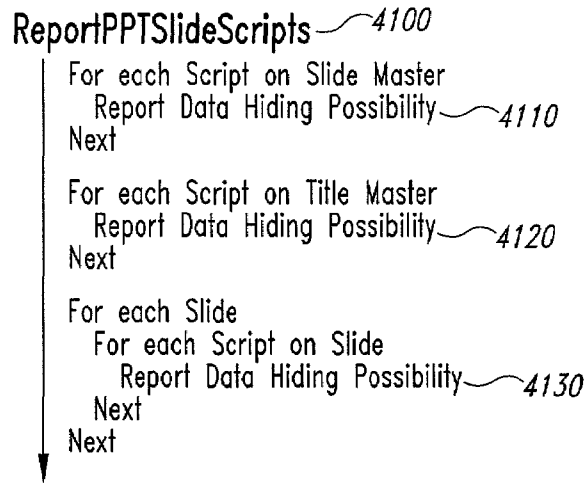 ReportPPTSlideScripts 4100
For each Script on Slide Master
Report Data Hiding Possibility 4110
Next
For each Script on Title Master
Report Data Hiding Possibility 4120
Next
For each Slide
For each Script on Slide
Report Data Hiding Possibility 4130
Next
Next